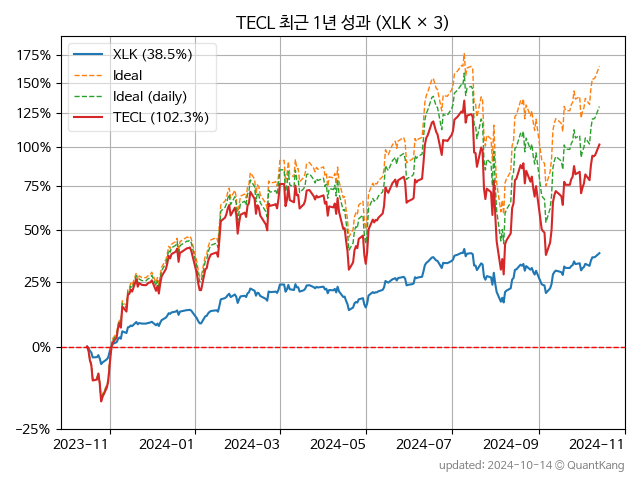 TECL 최근 1년 성과 (XLK × 3)
175%
150%
125%
100%
75%
50%
25%
0%
-25%
XLK (38.5%)
Ideal
Ideal (daily)
TECL (102.3%)
2023-11
2024-01
2024-03
2024-05
2024-07
2024-09
2024-11
updated: 2024-10-14 © QuantKang